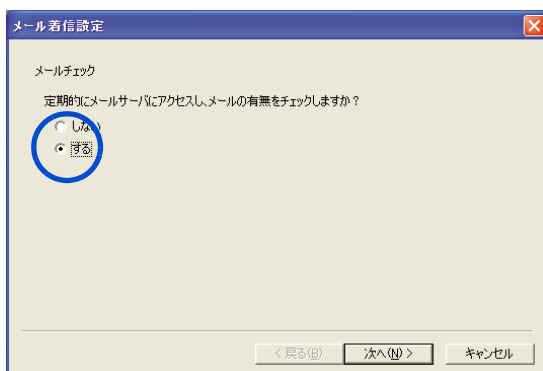 メール着信設定
メールチェック
定期的にメールサーバにアクセスし、メールの有無をチェックしますか？
しない
する
< 戻る(B)
次へ(N) >
キャンセル